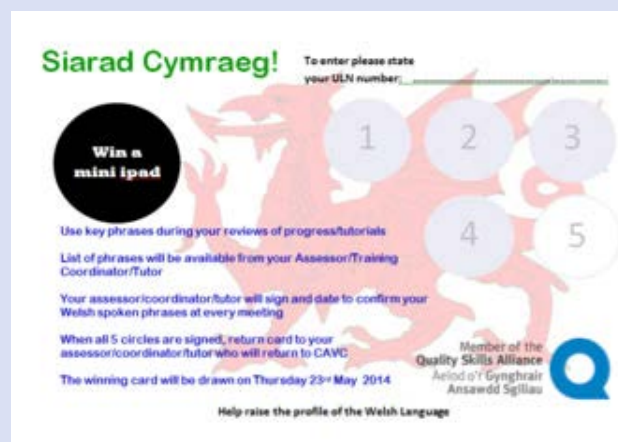 Siarad Cymraeg!
To enter please state
your ULN number:
Win a
mini ipad
1
2
3
4
5
Use key phrases during your reviews of progress/tutorials
List of phrases will be available from your Assessor/Training
Coordinator/Tutor
Your assessor/coordinator/tutor will sign and date to confirm your
Welsh spoken phrases at every meeting
When all 5 circles are signed, return card to your
assessor/coordinator/tutor who will return to CAVC
The winning card will be drawn on Thursday 23rd May 2014
Member of the
Quality Skills Alliance
Aelod o'r Gynghrair
Ansawdd Sgiliau
Help raise the profile of the Welsh Language